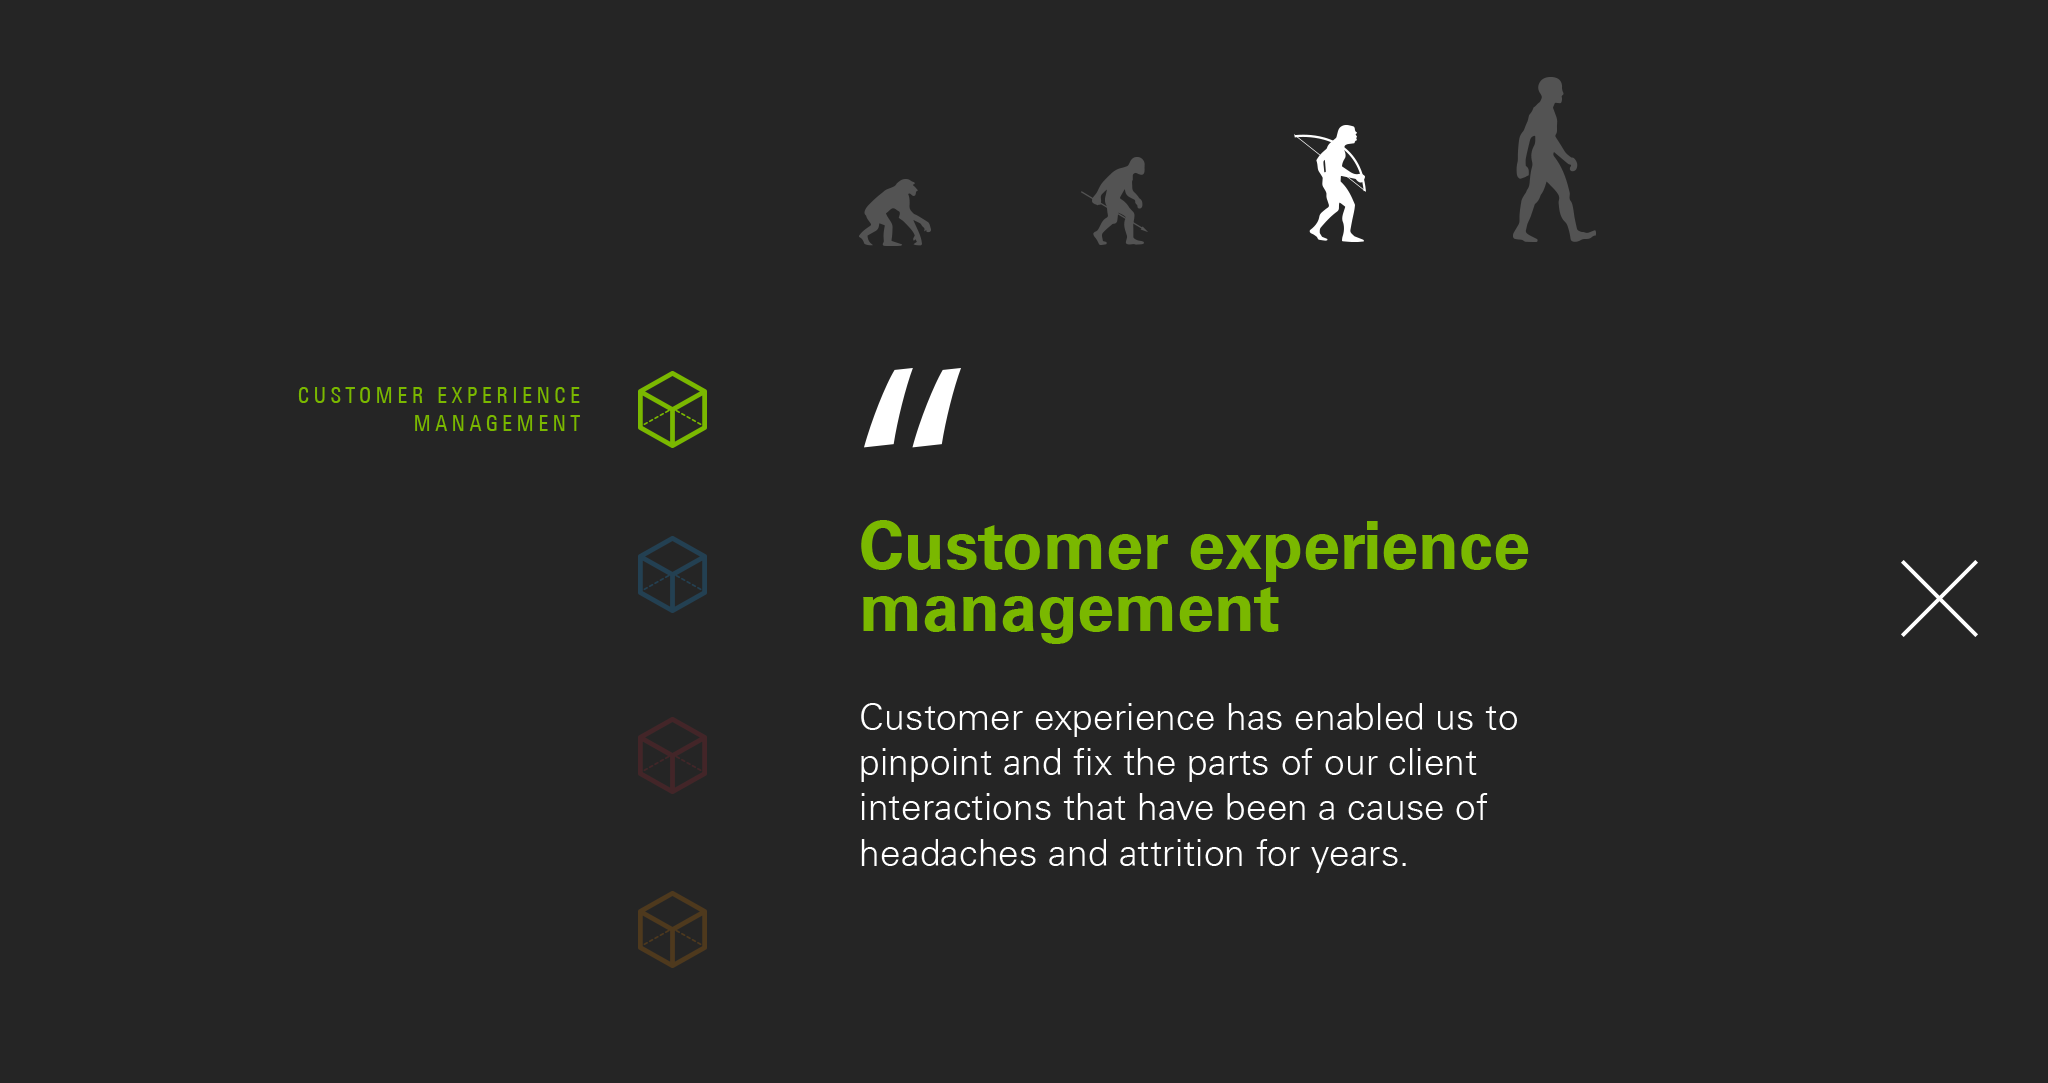 CUSTOMER EXPERIENCE
MANAGEMENT
“
Customer experience
management
Customer experience has enabled us to
pinpoint and fix the parts of our client
interactions that have been a cause of
headaches and attrition for years.